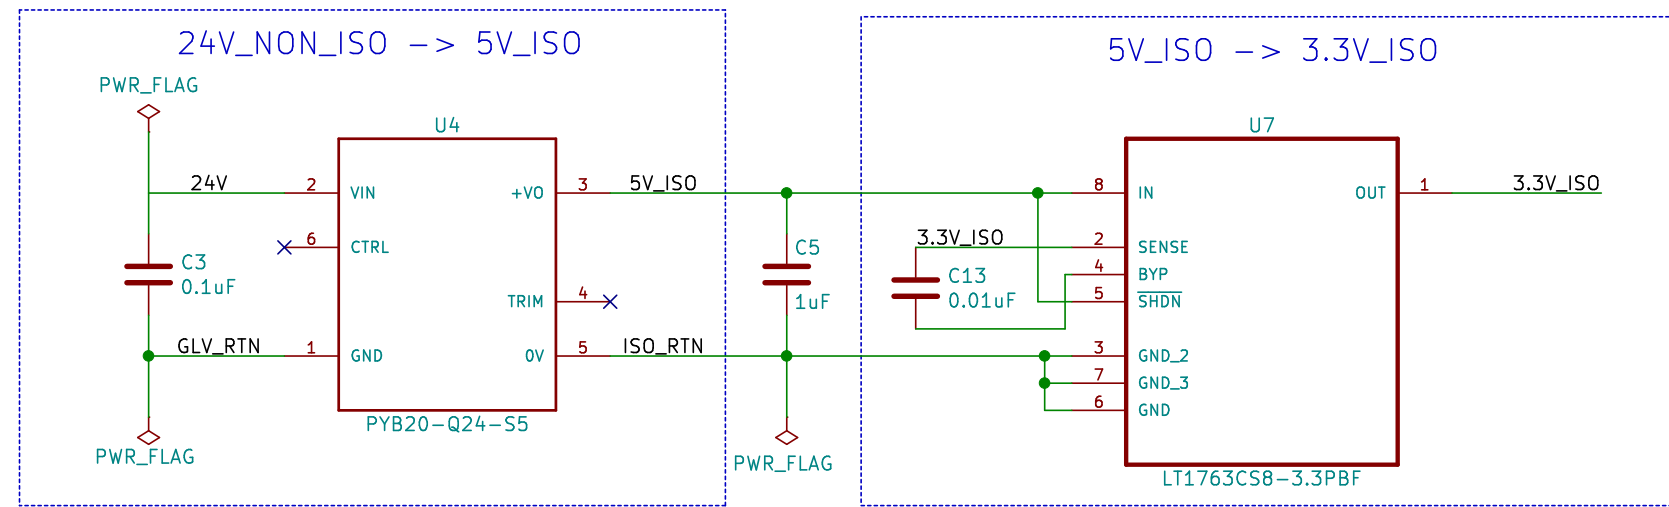 24V_NON_ISO -> 5V_ISO
PWR_FLAG
U4
24V
2
VIN
+VO
3
5V_ISO
6
CTRL
C3
0.1uF
TRIM
4
C5
1uF
GLV_RTN
1
GND
0V
5
ISO_RTN
PYB20-Q24-S5
PWR_FLAG
PWR_FLAG
5V_ISO -> 3.3V_ISO
U7
8
IN
OUT
1
3.3V_ISO
3.3V_ISO
2
SENSE
C13
0.01uF
4
BYP
5
SHDN
3
GND_2
7
GND_3
6
GND
LT1763CS8-3.3PBF